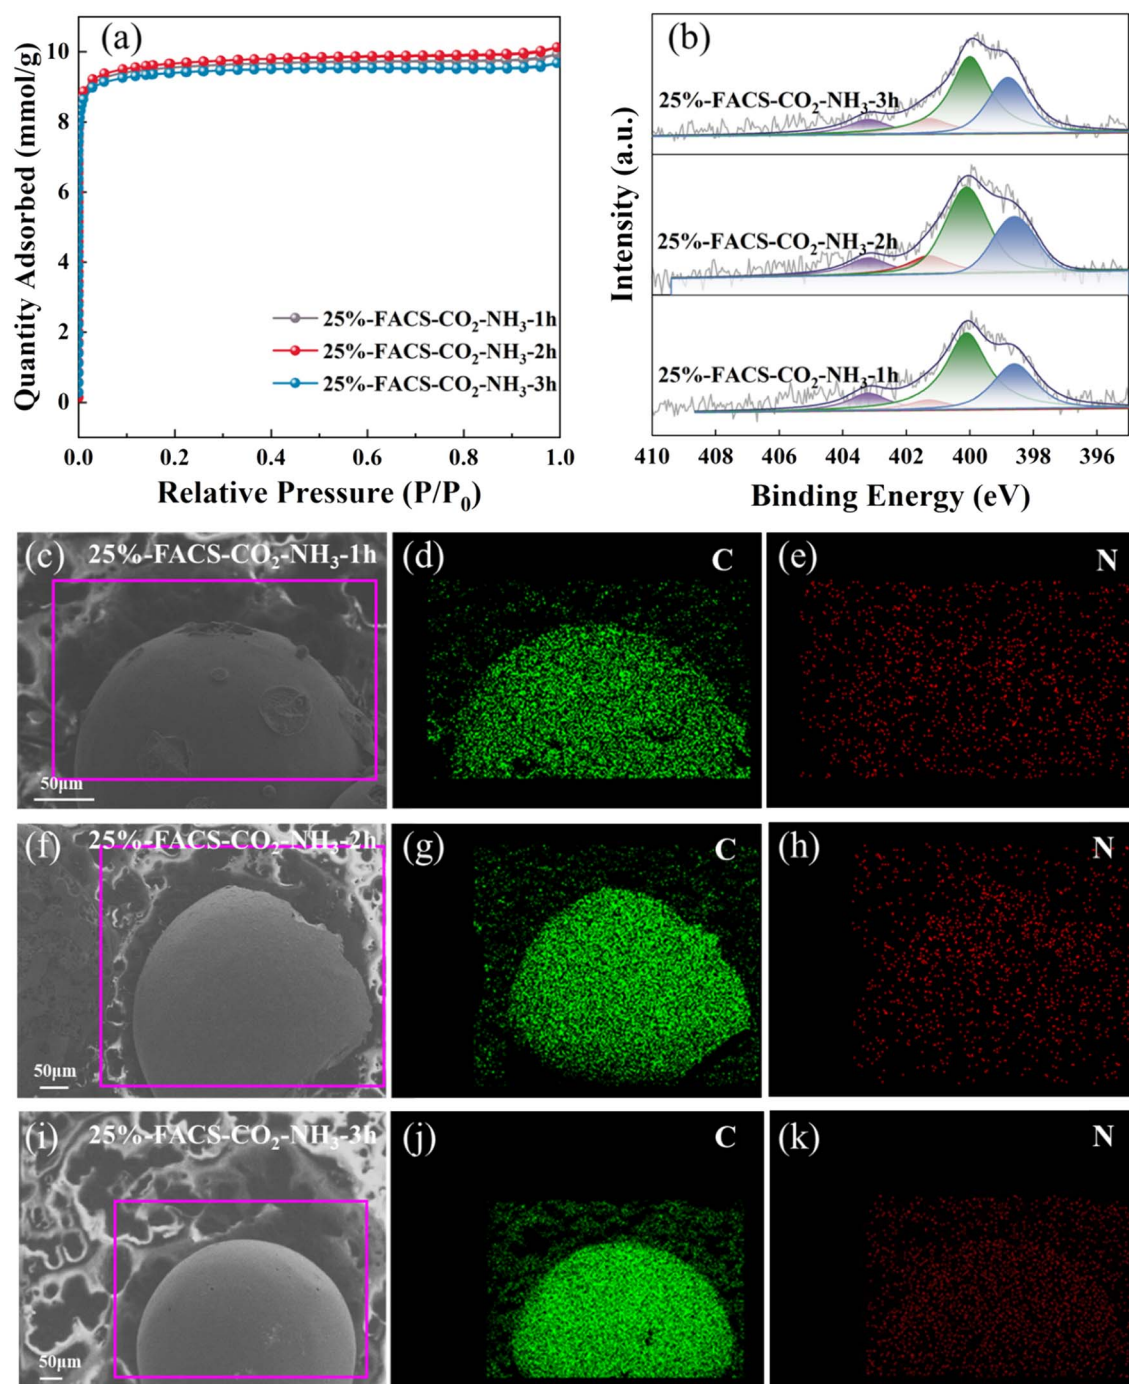 (a)
Quantity Adsorbed (mmol/g)
10
8
6
4
2
0
25%-FACS-CO₂-NH₃-1h
25%-FACS-CO₂-NH₃-2h
25%-FACS-CO₂-NH₃-3h
0.0 0.2 0.4 0.6 0.8 1.0
Relative Pressure (P/P₀)
(b)
Intensity (a.u.)
25%-FACS-CO₂-NH₃-3h
25%-FACS-CO₂-NH₃-2h
25%-FACS-CO₂-NH₃-1h
410 408 406 404 402 400 398 396
Binding Energy (eV)
(c) 25%-FACS-CO₂-NH₃-1h
50μm
(d) C
(e) N
(f) 25%-FACS-CO₂-NH₃-2h
50μm
(g) C
(h) N
(i) 25%-FACS-CO₂-NH₃-3h
50μm
(j) C
(k) N